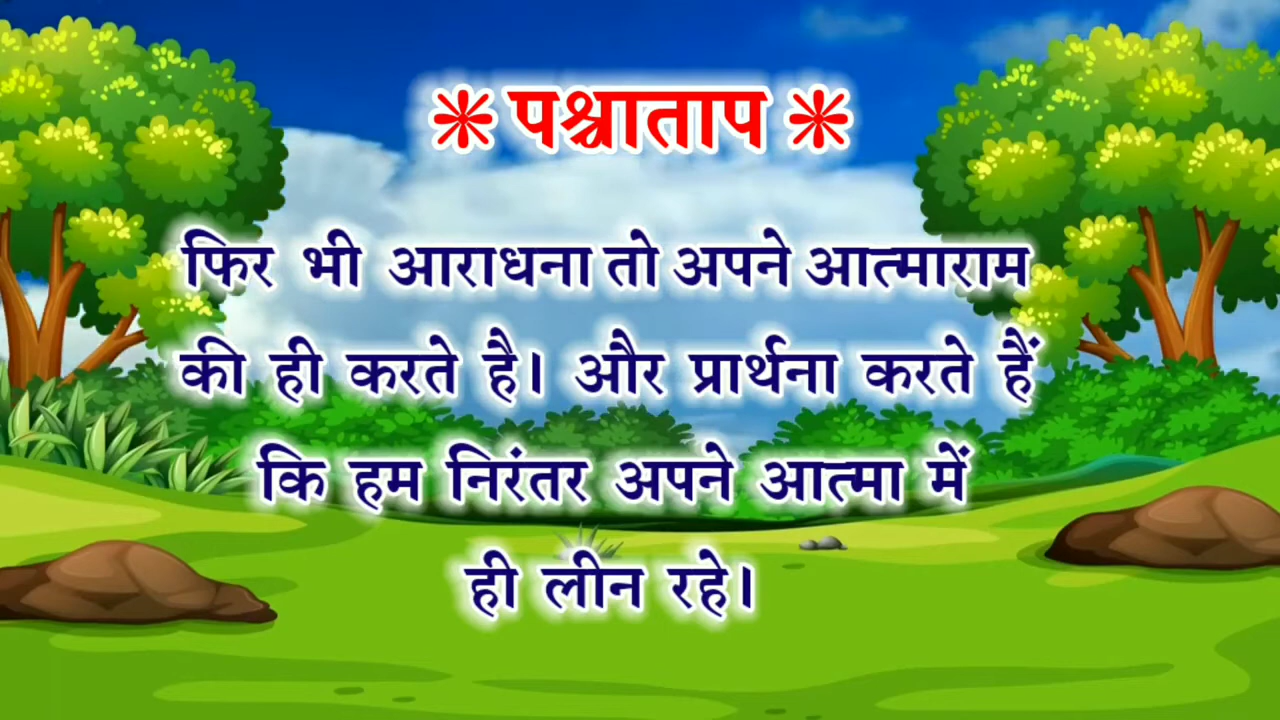 ❊ पश्चाताप ❊
फिर भी आराधना तो अपने आत्माराम
की ही करते है। और प्रार्थना करते हैं
कि हम निरंतर अपने आत्मा में
ही लीन रहे।